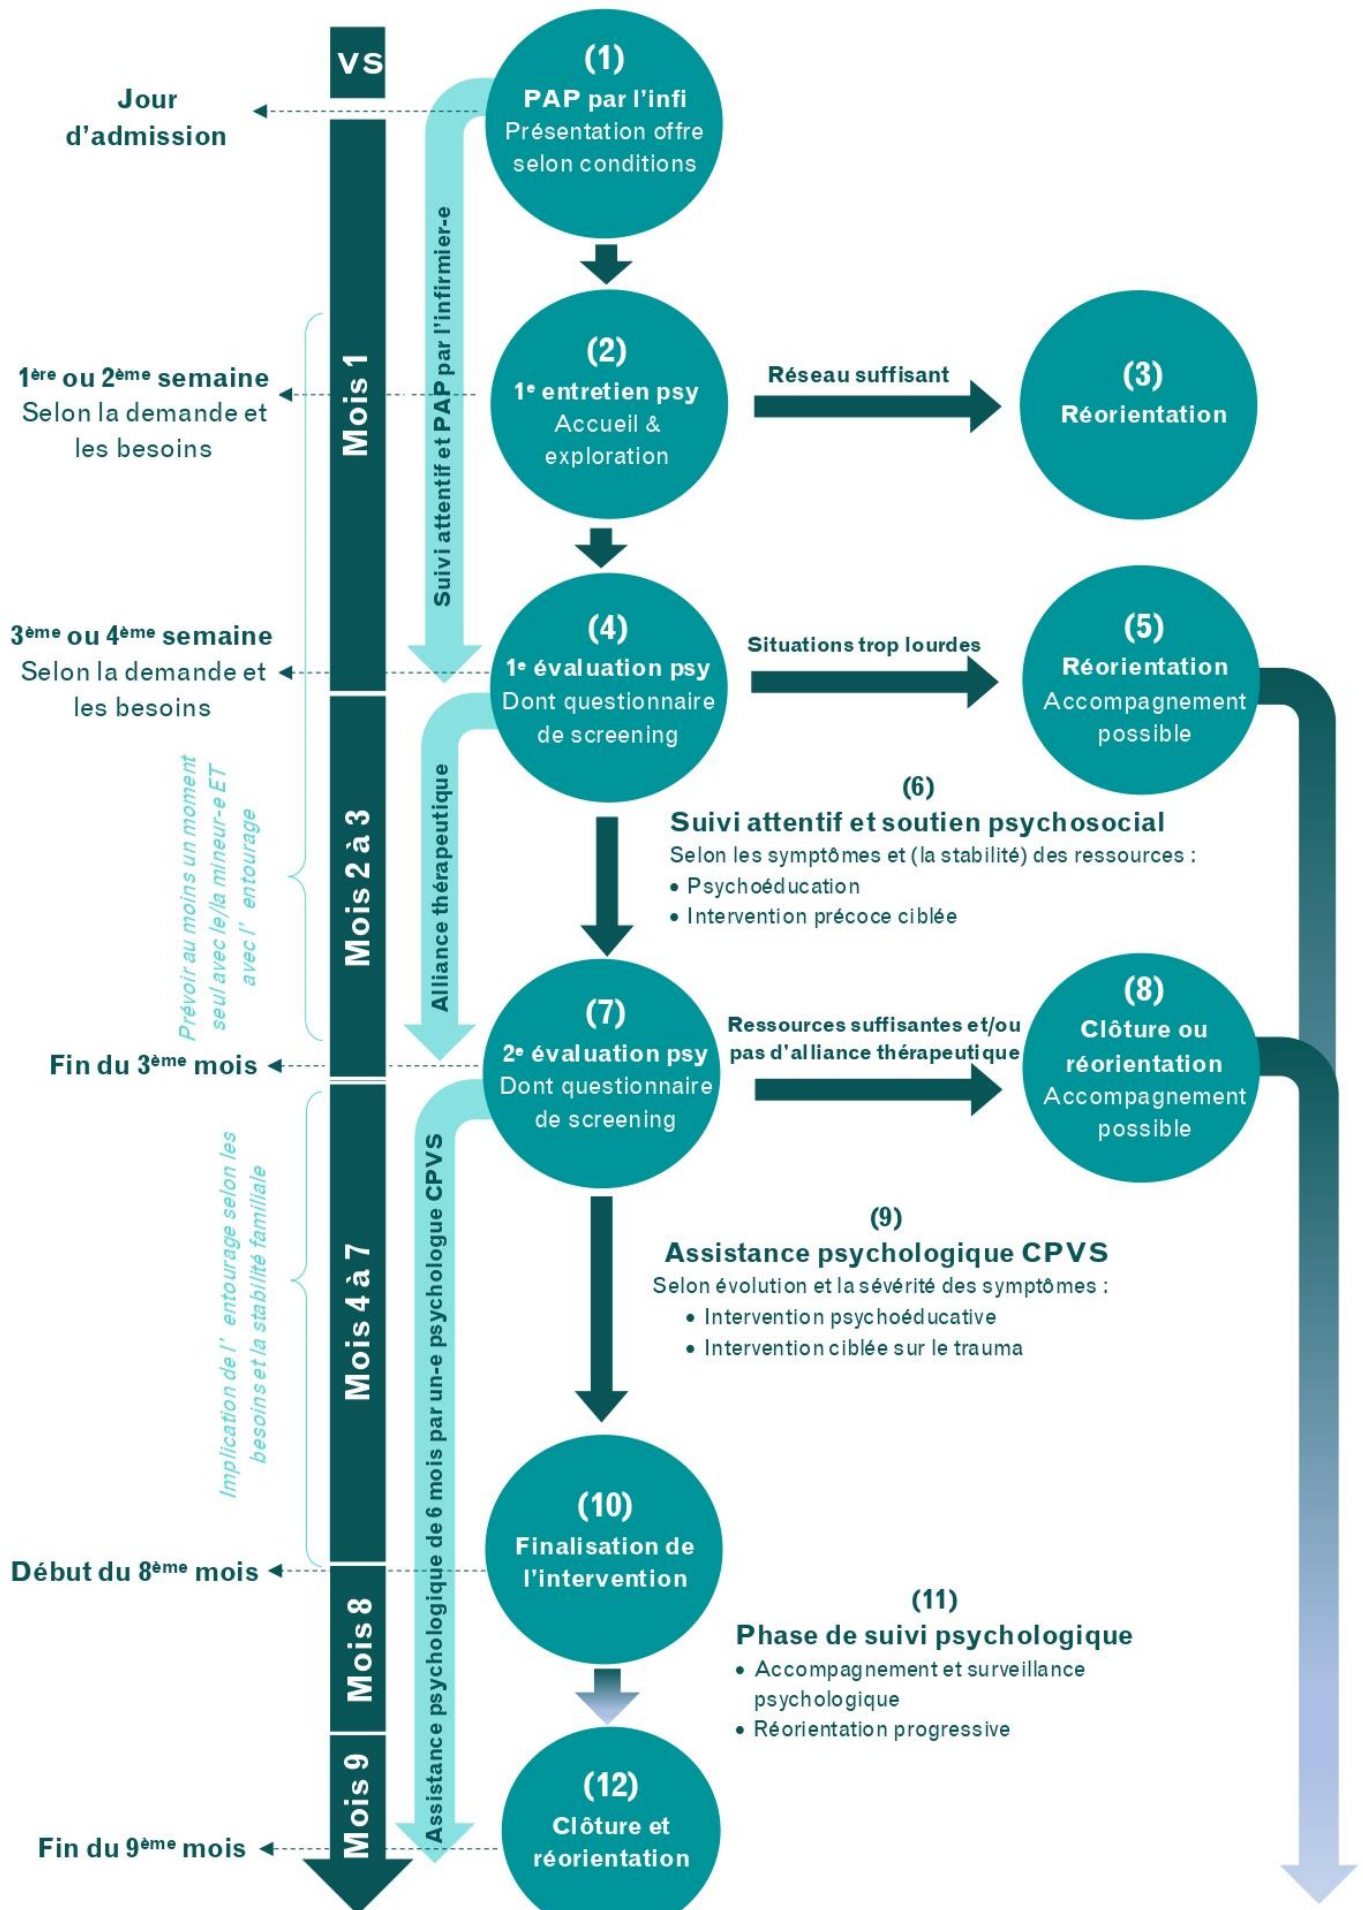 VS
(1)
PAP par l'infi
Présentation offre
selon conditions
Jour
d'admission
Suivi attentif et PAP par l'infirmier-e
Mois 1
(2)
1e entretien psy
Accueil &
exploration
Réseau suffisant
(3)
Réorientation
1ère ou 2ème semaine
Selon la demande et
les besoins
(4)
1e évaluation psy
Dont questionnaire
de screening
Situations trop lourdes
(5)
Réorientation
Accompagnement
possible
3ème ou 4ème semaine
Selon la demande et
les besoins
Prévoir au moins un moment
seul avec le/la mineur-e ET
avec l' entourage
Mois 2 à 3
Alliance thérapeutique
(6)
Suivi attentif et soutien psychosocial
Selon les symptômes et (la stabilité) des ressources :
• Psychoéducation
• Intervention précoce ciblée
(7)
2e évaluation psy
Dont questionnaire
de screening
Ressources suffisantes et/ou
pas d'alliance thérapeutique
(8)
Clôture ou
réorientation
Accompagnement
possible
Fin du 3ème mois
Implication de l' entourage selon les
besoins et la stabilité familiale
Mois 4 à 7
Assistance psychologique de 6 mois par un-e psychologue CPVS
(9)
Assistance psychologique CPVS
Selon évolution et la sévérité des symptômes :
• Intervention psychoéducative
• Intervention ciblée sur le trauma
(10)
Finalisation de
l'intervention
Début du 8ème mois
Mois 8
(11)
Phase de suivi psychologique
• Accompagnement et surveillance
psychologique
• Réorientation progressive
Mois 9
(12)
Clôture et
réorientation
Fin du 9ème mois